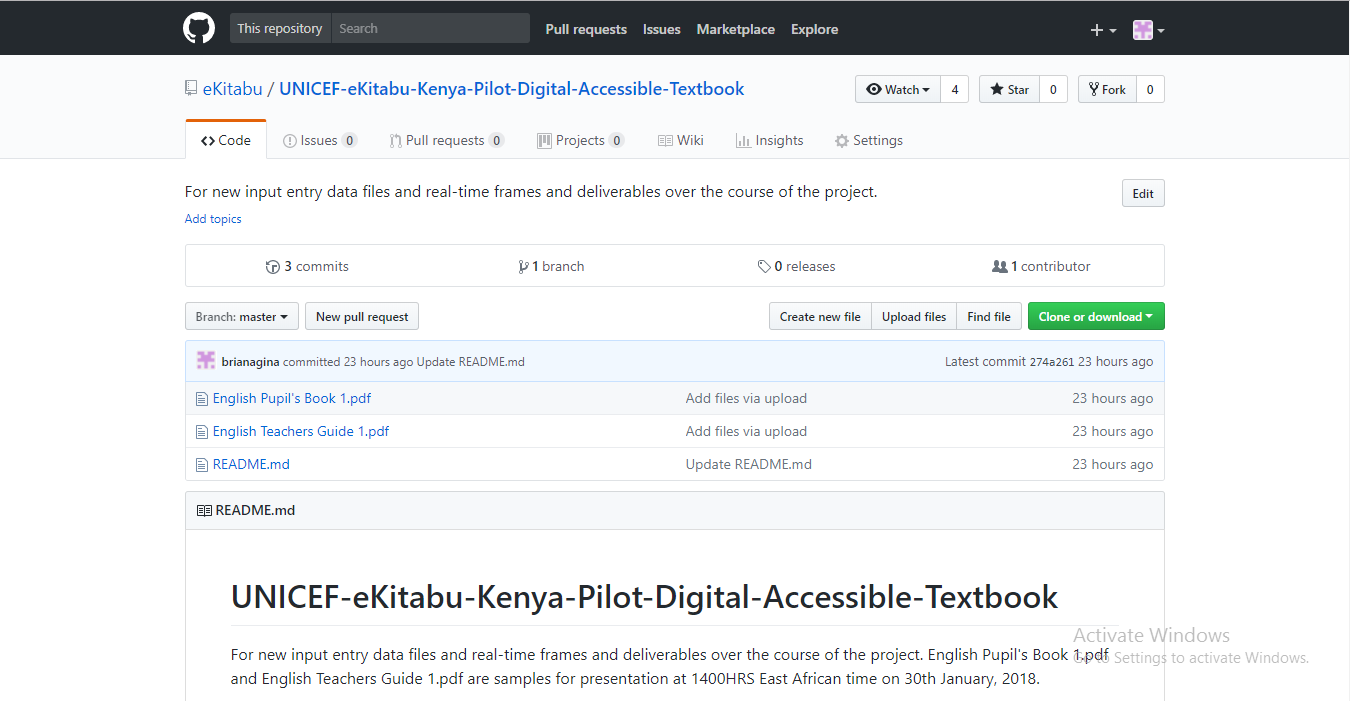 This repository Search Pull requests Issues Marketplace Explore
eKitabu / UNICEF-eKitabu-Kenya-Pilot-Digital-Accessible-Textbook Watch 4 Star 0 Fork 0
Code Issues 0 Pull requests 0 Projects 0 Wiki Insights Settings
For new input entry data files and real-time frames and deliverables over the course of the project. Edit
Add topics
3 commits 1 branch 0 releases 1 contributor
Branch: master New pull request Create new file Upload files Find file Clone or download
brianagina committed 23 hours ago Update README.md Latest commit 274a261 23 hours ago
English Pupil's Book 1.pdf Add files via upload 23 hours ago
English Teachers Guide 1.pdf Add files via upload 23 hours ago
README.md Update README.md 23 hours ago
README.md
UNICEF-eKitabu-Kenya-Pilot-Digital-Accessible-Textbook
For new input entry data files and real-time frames and deliverables over the course of the project. English Pupil's Book 1.pdf
and English Teachers Guide 1.pdf are samples for presentation at 1400HRS East African time on 30th January, 2018.
Activate Windows
Go to Settings to activate Windows.